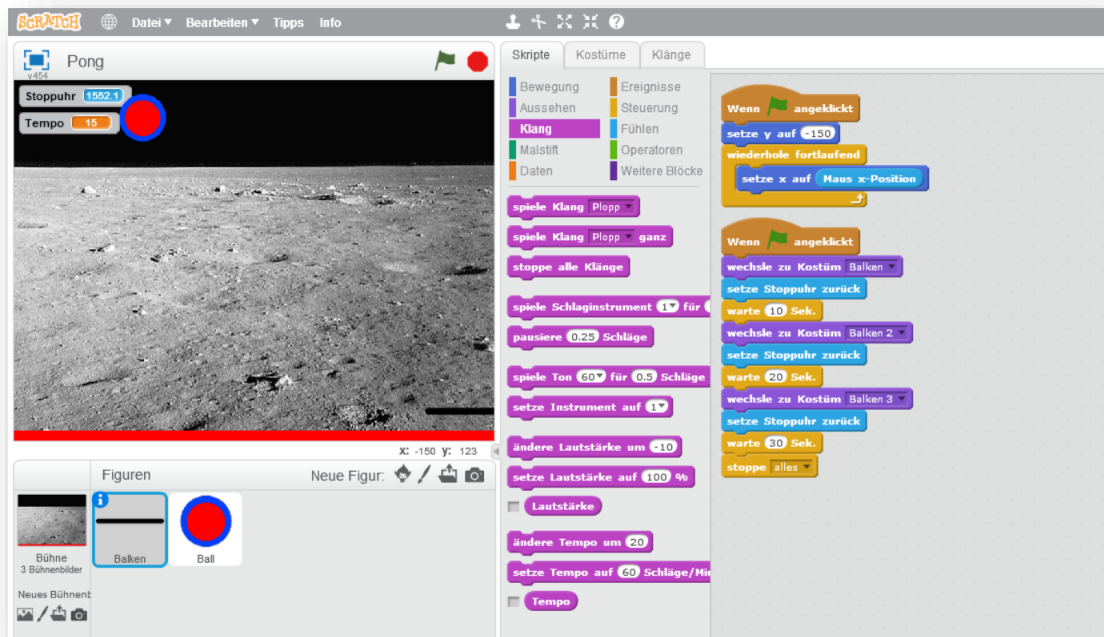 SCRATCH Datei Bearbeiten Tipps Info
Pong
v454
Stoppuhr 1552.1
Tempo 15
x: -150 y: 123
Figuren Neue Figur:
Bühne
3 Bühnenbilder
Neues Bühnenb
Balken
Ball
Skripte Kostüme Klänge
Bewegung Ereignisse
Aussehen Steuerung
Klang Fühlen
Malstift Operatoren
Daten Weitere Blöcke
spiele Klang Plopp
spiele Klang Plopp ganz
stoppe alle Klänge
spiele Schlaginstrument 1 für
pausiere 0.25 Schläge
spiele Ton 60 für 0.5 Schläge
setze Instrument auf 1
ändere Lautstärke um -10
setze Lautstärke auf 100 %
Lautstärke
ändere Tempo um 20
setze Tempo auf 60 Schläge/Mi
Tempo
Wenn angeklickt
setze y auf -150
wiederhole fortlaufend
setze x auf Maus x-Position
Wenn angeklickt
wechsle zu Kostüm Balken
setze Stoppuhr zurück
warte 10 Sek.
wechsle zu Kostüm Balken 2
setze Stoppuhr zurück
warte 20 Sek.
wechsle zu Kostüm Balken 3
setze Stoppuhr zurück
warte 30 Sek.
stoppe alles